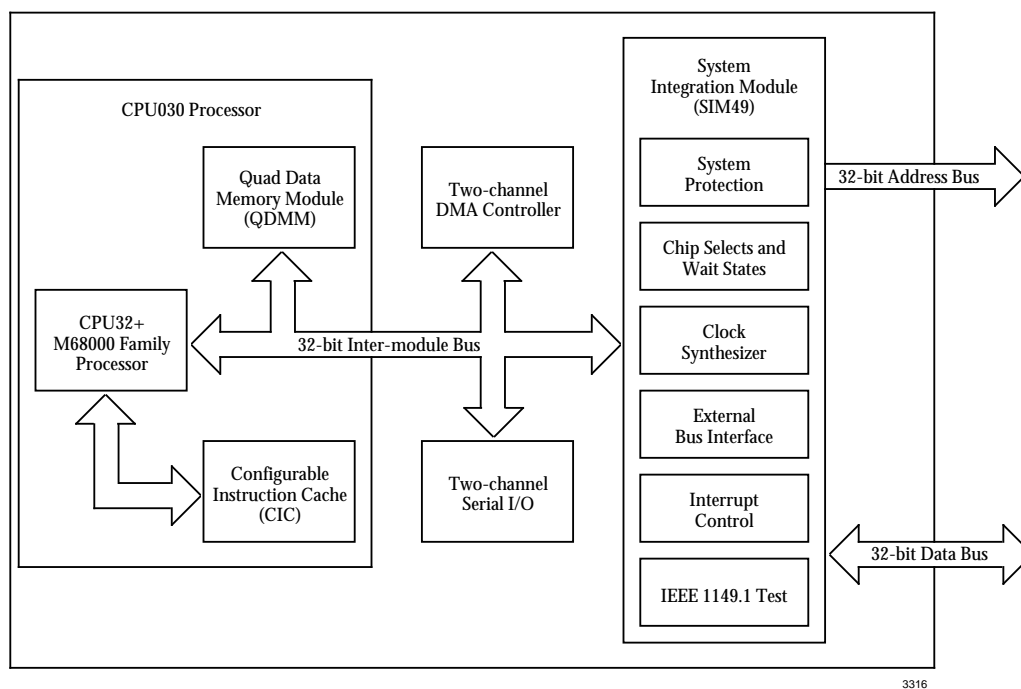 CPU030 Processor
Quad Data
Memory Module
(QDMM)
CPU32+
M68000 Family
Processor
Configurable
Instruction Cache
(CIC)
32-bit Inter-module Bus
Two-channel
DMA Controller
Two-channel
Serial I/O
System
Integration Module
(SIM49)
System
Protection
Chip Selects and
Wait States
Clock
Synthesizer
External
Bus Interface
Interrupt
Control
IEEE 1149.1 Test
32-bit Address Bus
32-bit Data Bus
3316